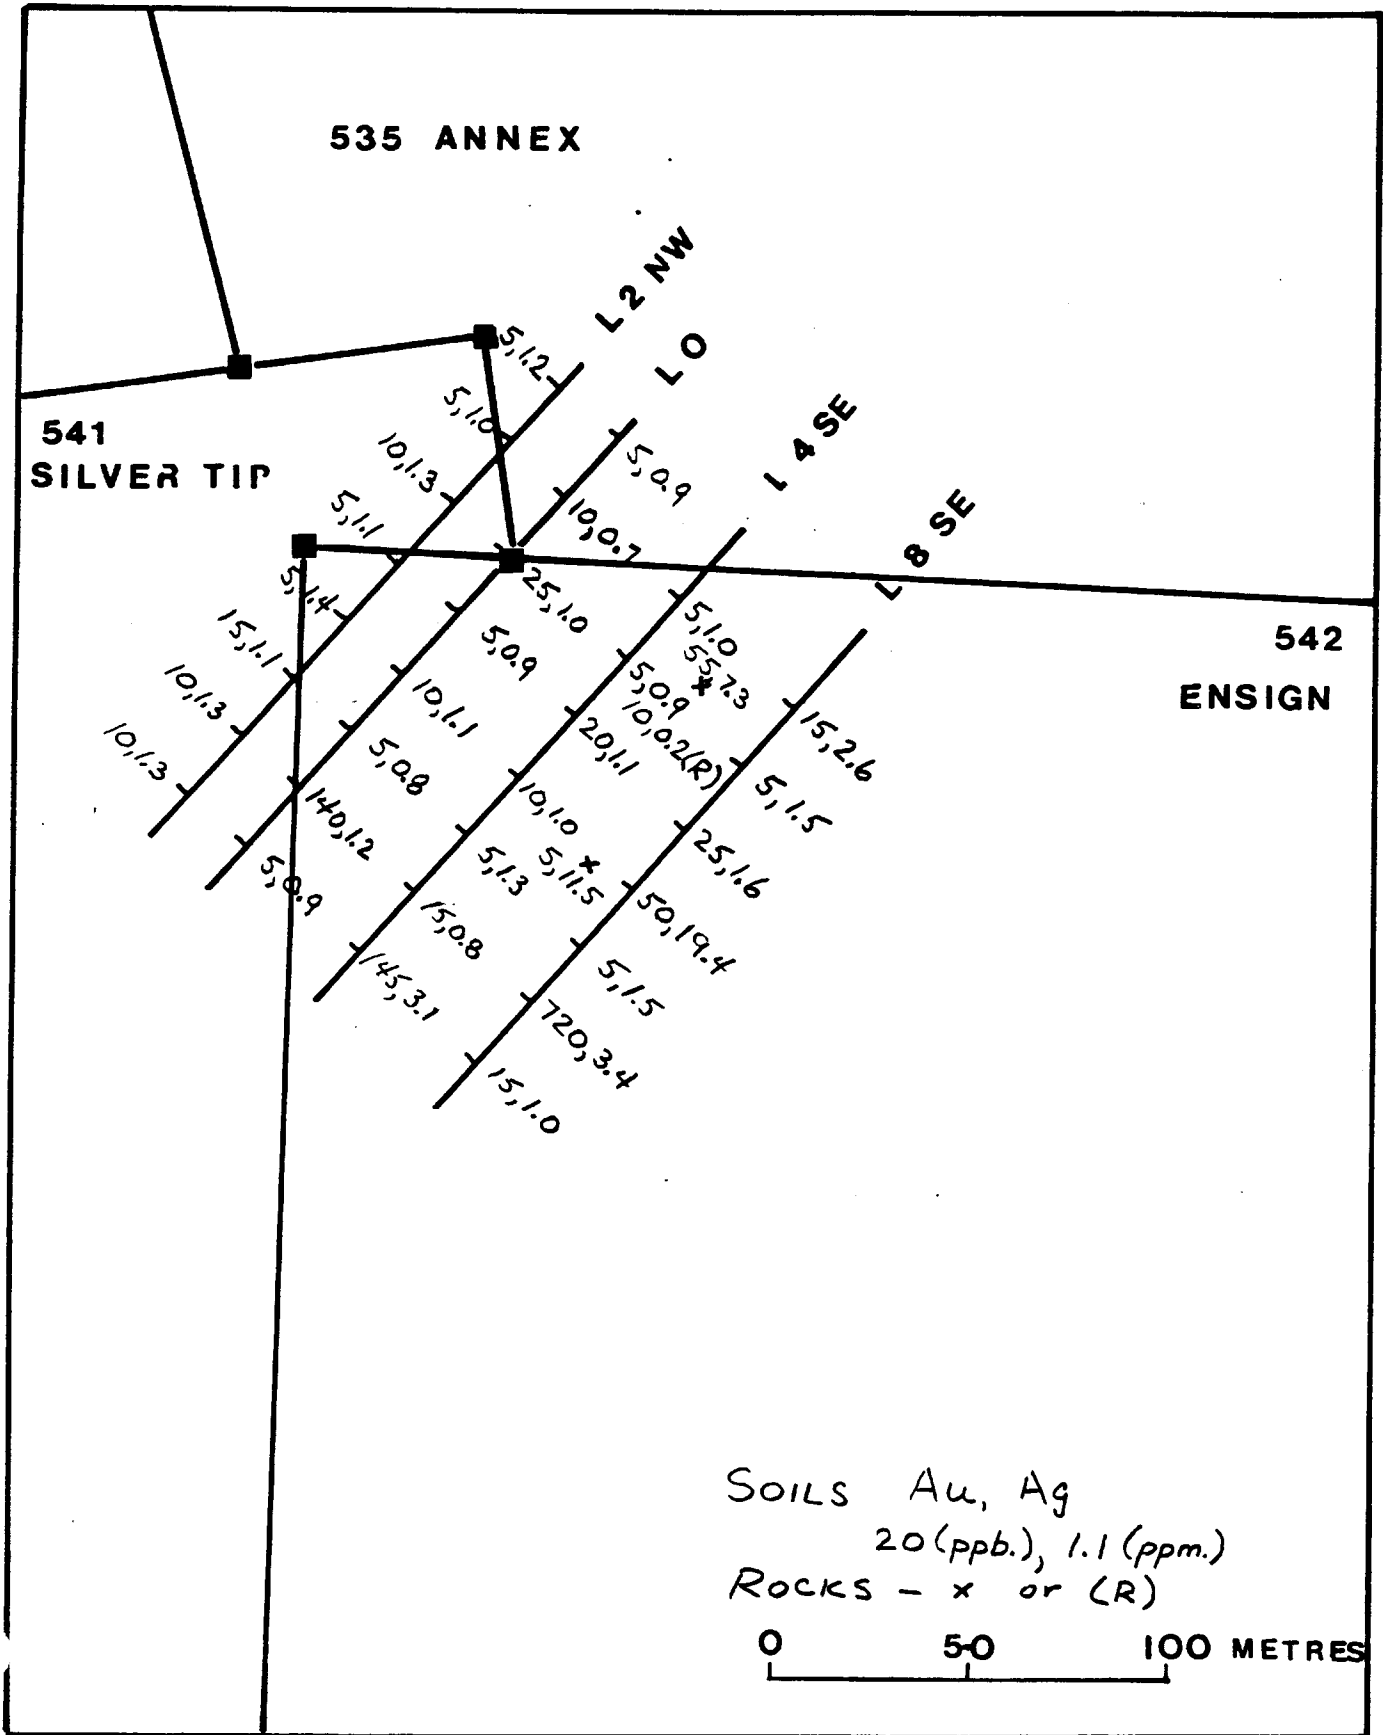 535 ANNEX
L 2 NW
L O
L 4 SE
L 8 SE
541
SILVER TIP
542
ENSIGN
5,1.2
5,1.0
10,1.3
5,1.1
5,1.4
15,1.1
10,1.3
10,1.3
5,0.9
10,0.7
25,1.0
5,0.9
10,1.1
5,0.8
140,1.2
5,0.9
5,1.0
55,7.3
x
5,0.9
10,0.2(R)
20,1.1
10,1.0
5,1.3
x
5,11.5
15,0.8
145,3.1
15,2.6
5,1.5
25,1.6
50,19.4
5,1.5
720,3.4
15,1.0
SOILS Au, Ag
20 (ppb.), 1.1 (ppm.)
ROCKS - x or (R)
0 50 100 METRES